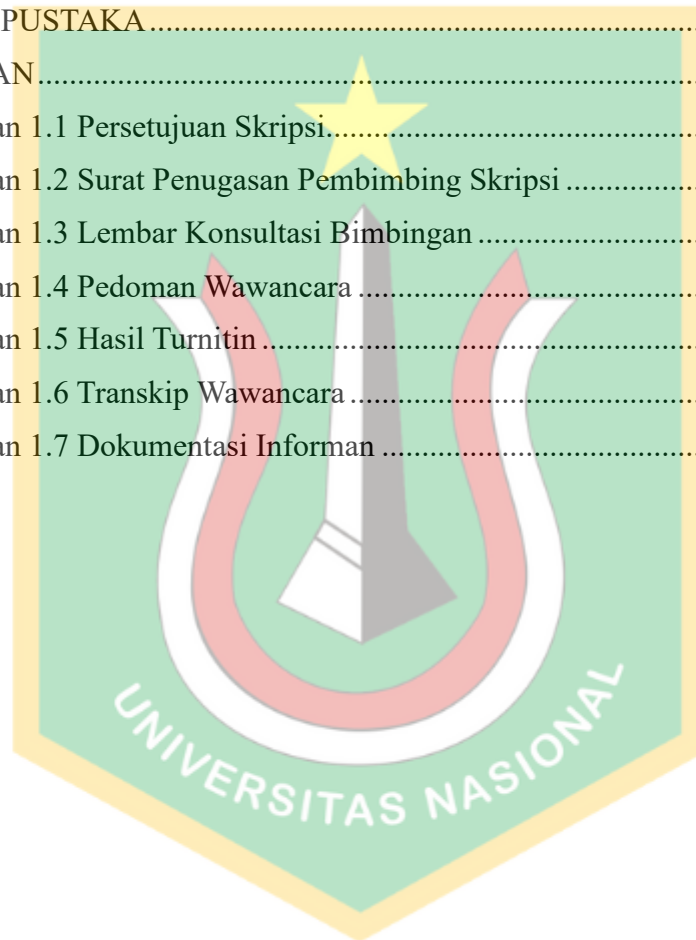 PUSTAKA....................................................................
AN....................................................................................
an 1.1 Persetujuan Skripsi..............................................
an 1.2 Surat Penugasan Pembimbing Skripsi ................
an 1.3 Lembar Konsultasi Bimbingan ...........................
an 1.4 Pedoman Wawancara ..........................................
an 1.5 Hasil Turnitin ......................................................
an 1.6 Transkip Wawancara ...........................................
an 1.7 Dokumentasi Informan .......................................
UNIVERSITAS NASIONAL